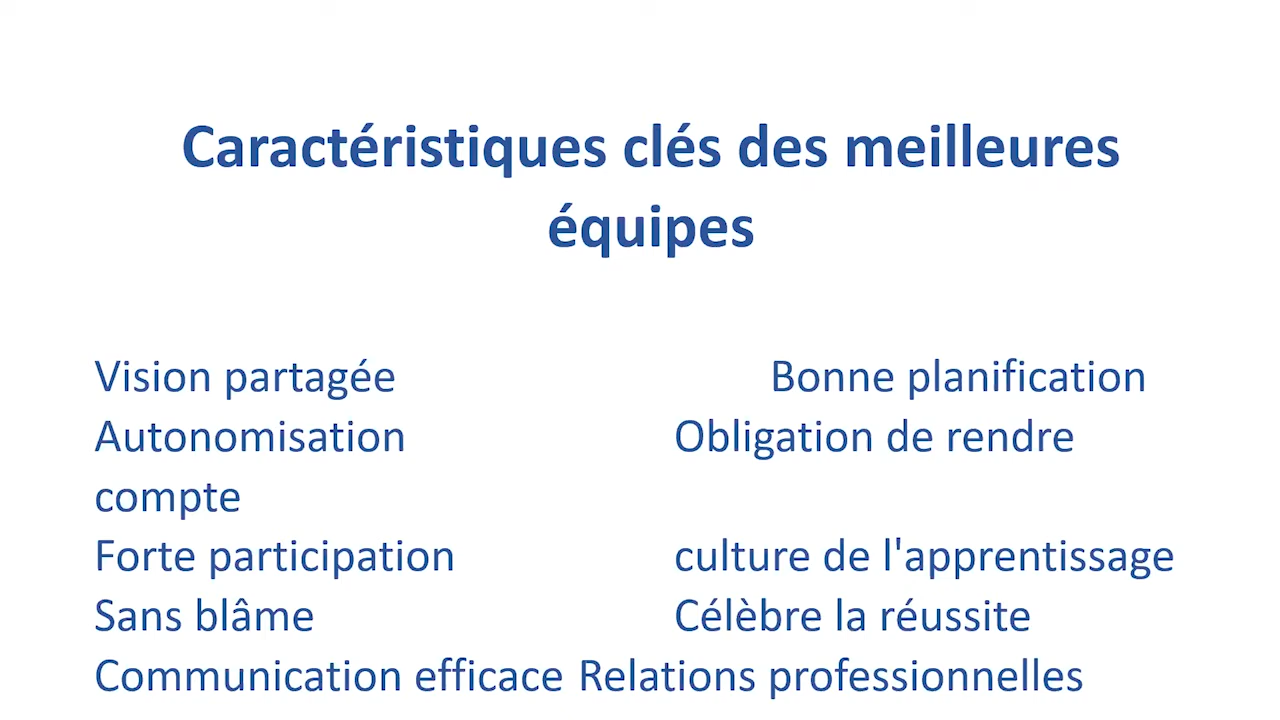 Caractéristiques clés des meilleures
équipes
Vision partagée Bonne planification
Autonomisation Obligation de rendre
compte
Forte participation culture de l'apprentissage
Sans blâme Célèbre la réussite
Communication efficace Relations professionnelles